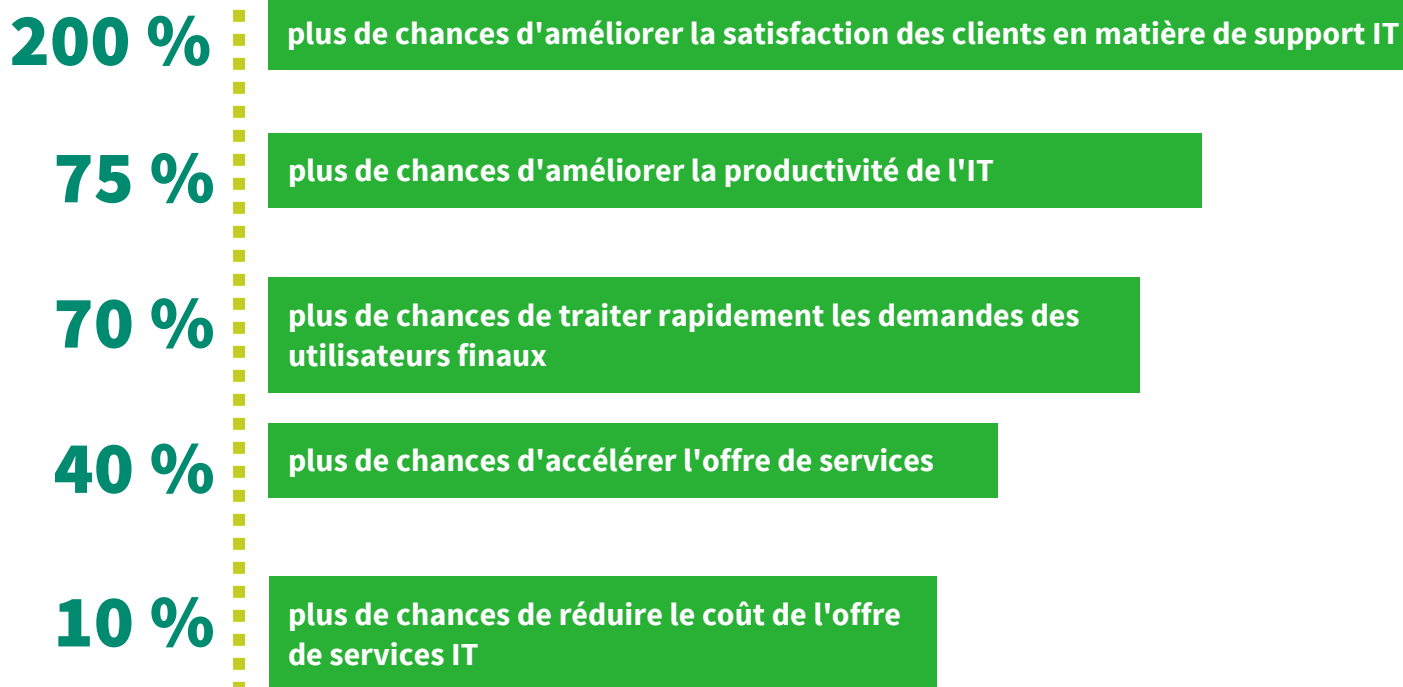 200 %
plus de chances d'améliorer la satisfaction des clients en matière de support IT
75 %
plus de chances d'améliorer la productivité de l'IT
70 %
plus de chances de traiter rapidement les demandes des
utilisateurs finaux
40 %
plus de chances d'accélérer l'offre de services
10 %
plus de chances de réduire le coût de l'offre
de services IT